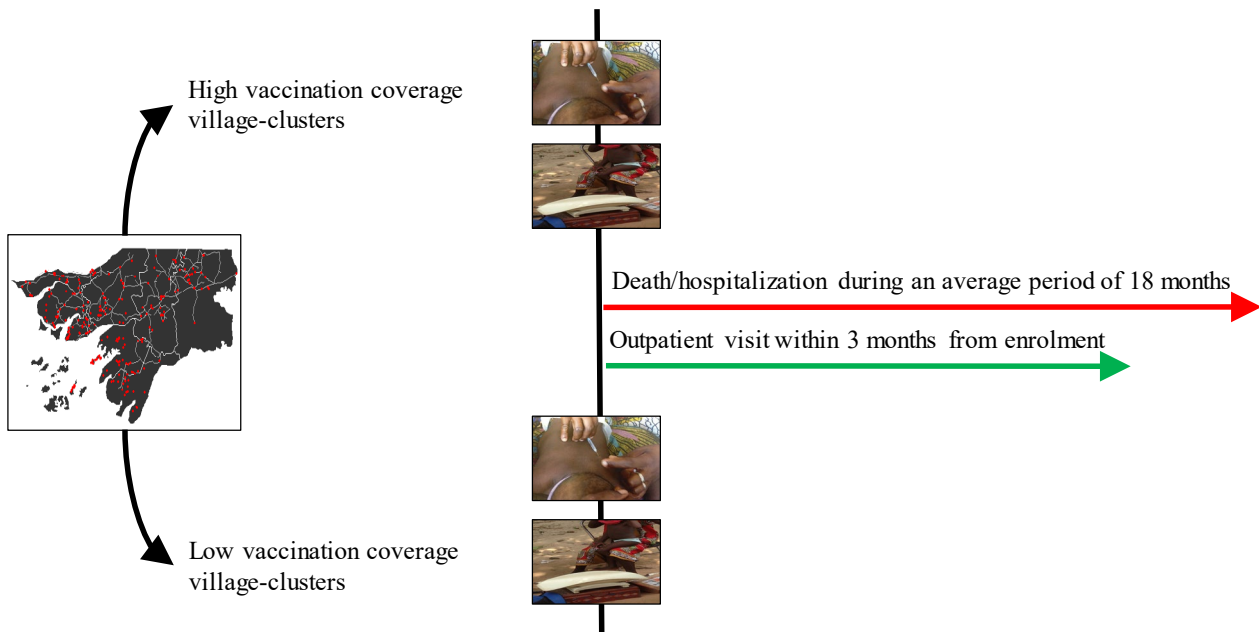 High vaccination coverage
village-clusters
Death/hospitalization during an average period of 18 months
Outpatient visit within 3 months from enrolment
Low vaccination coverage
village-clusters